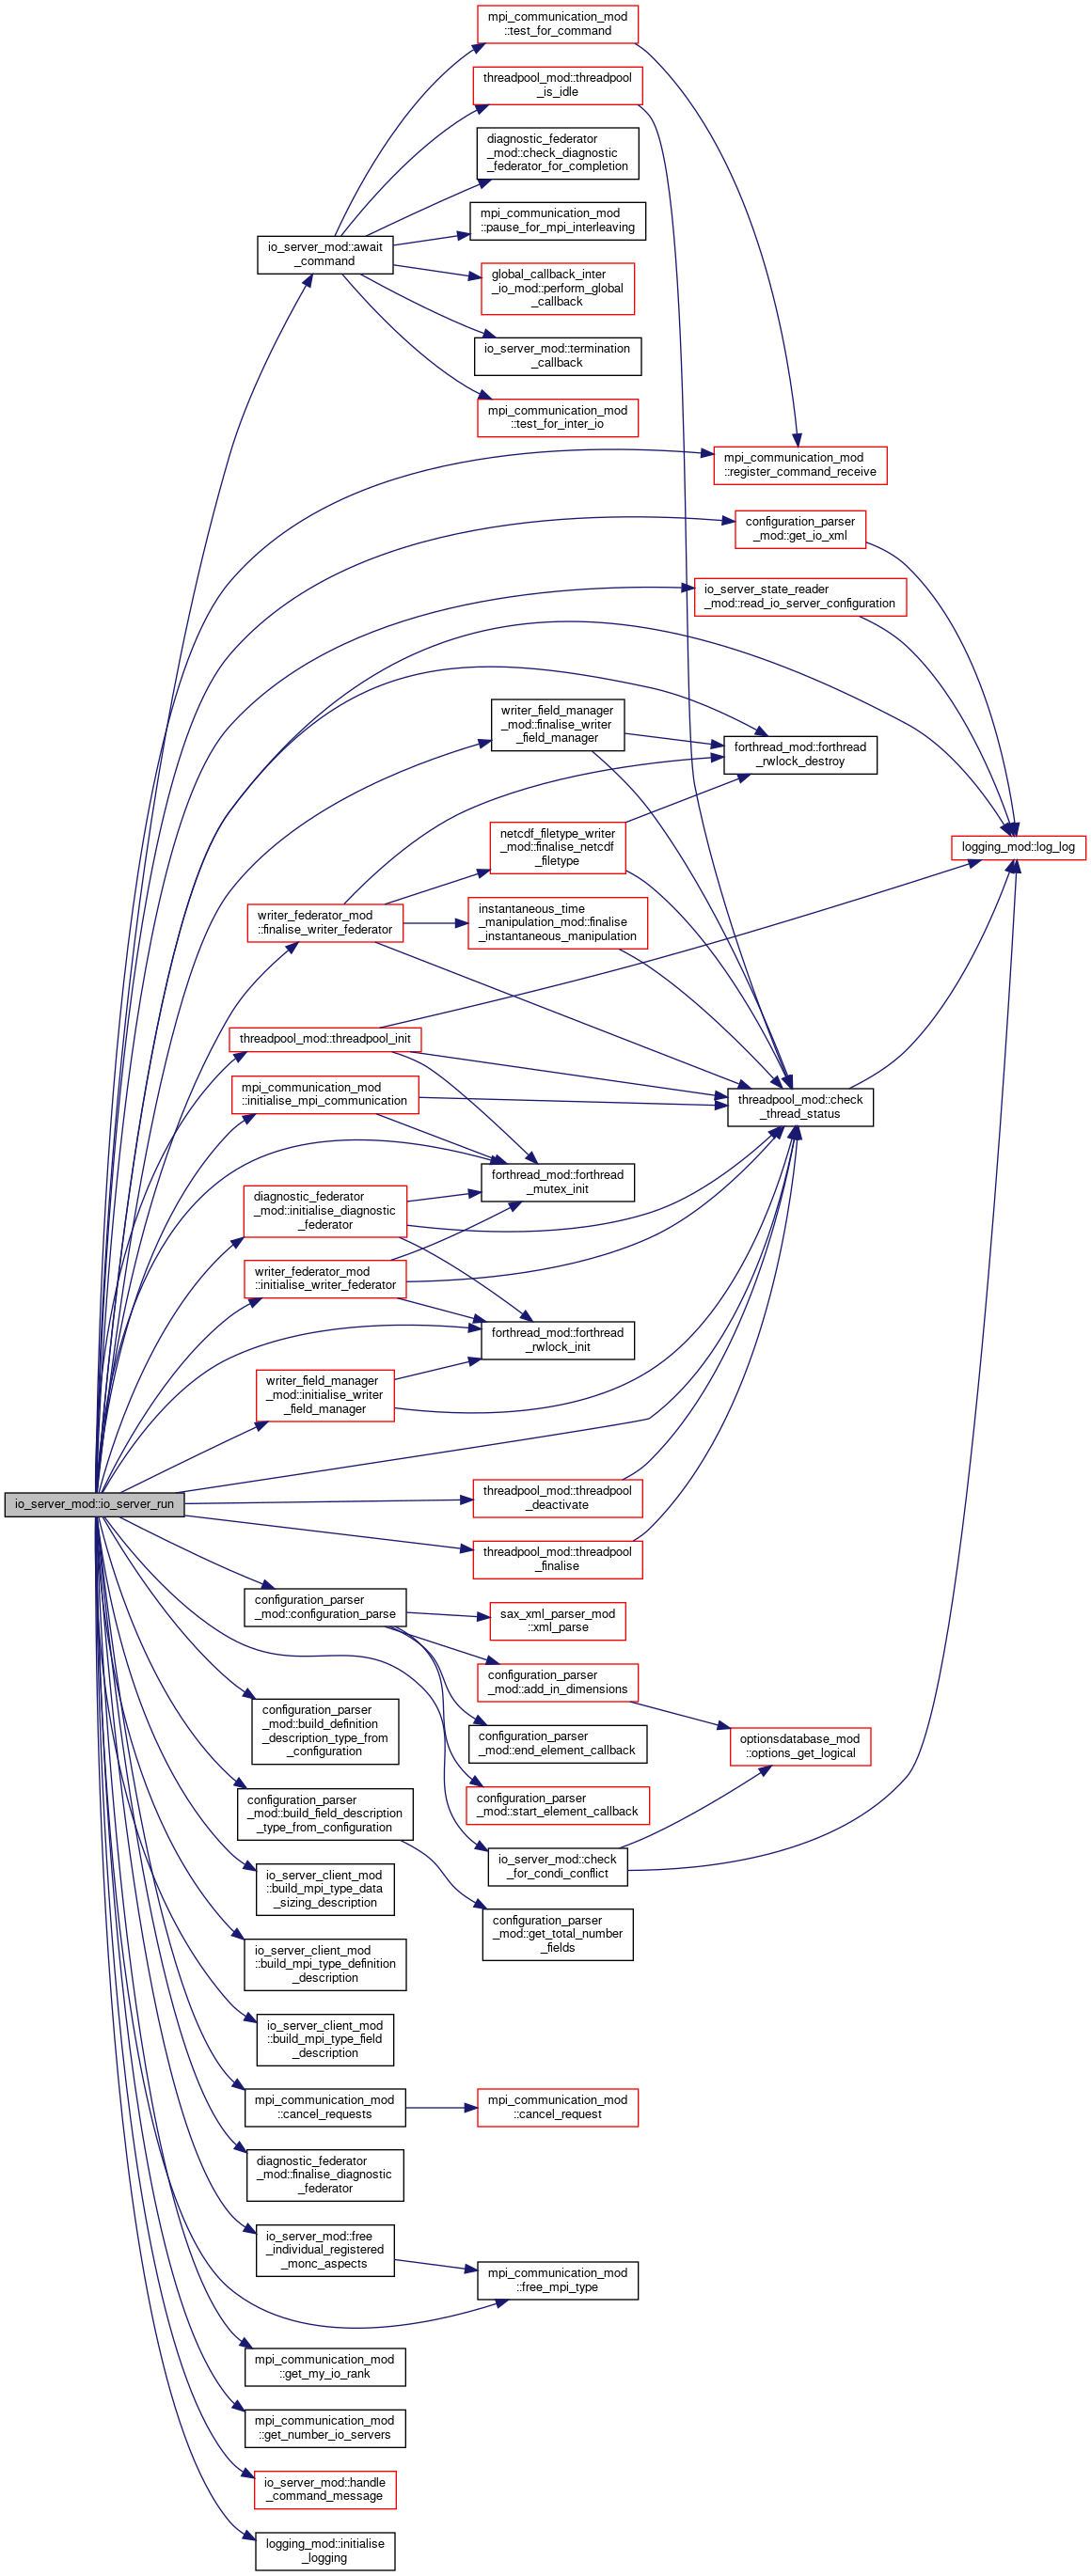 mpi_communication_mod
::test_for_command
threadpool_mod::threadpool
_is_idle
diagnostic_federator
_mod::check_diagnostic
_federator_for_completion
mpi_communication_mod
::pause_for_mpi_interleaving
io_server_mod::await
_command
global_callback_inter
_io_mod::perform_global
_callback
io_server_mod::termination
_callback
mpi_communication_mod
::test_for_inter_io
mpi_communication_mod
::register_command_receive
configuration_parser
_mod::get_io_xml
io_server_state_reader
_mod::read_io_server_configuration
writer_field_manager
_mod::finalise_writer
_field_manager
forthread_mod::forthread
_rwlock_destroy
netcdf_filetype_writer
_mod::finalise_netcdf
_filetype
logging_mod::log_log
writer_federator_mod
::finalise_writer_federator
instantaneous_time
_manipulation_mod::finalise
_instantaneous_manipulation
threadpool_mod::threadpool_init
mpi_communication_mod
::initialise_mpi_communication
threadpool_mod::check
_thread_status
forthread_mod::forthread
_mutex_init
diagnostic_federator
_mod::initialise_diagnostic
_federator
writer_federator_mod
::initialise_writer_federator
forthread_mod::forthread
_rwlock_init
writer_field_manager
_mod::initialise_writer
_field_manager
io_server_mod::io_server_run
threadpool_mod::threadpool
_deactivate
threadpool_mod::threadpool
_finalise
configuration_parser
_mod::configuration_parse
sax_xml_parser_mod
::xml_parse
configuration_parser
_mod::add_in_dimensions
configuration_parser
_mod::build_definition
_description_type_from
_configuration
configuration_parser
_mod::end_element_callback
optionsdatabase_mod
::options_get_logical
configuration_parser
_mod::build_field_description
_type_from_configuration
configuration_parser
_mod::start_element_callback
io_server_mod::check
_for_condi_conflict
io_server_client_mod
::build_mpi_type_data
_sizing_description
configuration_parser
_mod::get_total_number
_fields
io_server_client_mod
::build_mpi_type_definition
_description
io_server_client_mod
::build_mpi_type_field
_description
mpi_communication_mod
::cancel_requests
mpi_communication_mod
::cancel_request
diagnostic_federator
_mod::finalise_diagnostic
_federator
io_server_mod::free
_individual_registered
_monc_aspects
mpi_communication_mod
::free_mpi_type
mpi_communication_mod
::get_my_io_rank
mpi_communication_mod
::get_number_io_servers
io_server_mod::handle
_command_message
logging_mod::initialise
_logging